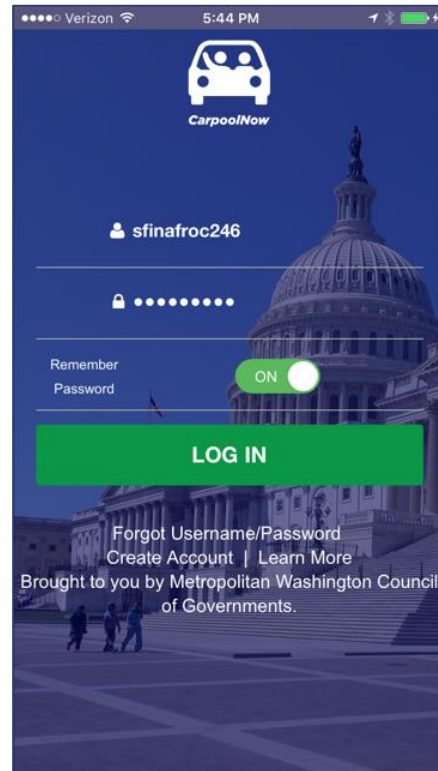 Verizon 5:44 PM
CarpoolNow
sfinafroc246
Remember
Password
ON
LOG IN
Forgot Username/Password
Create Account | Learn More
Brought to you by Metropolitan Washington Council
of Governments.